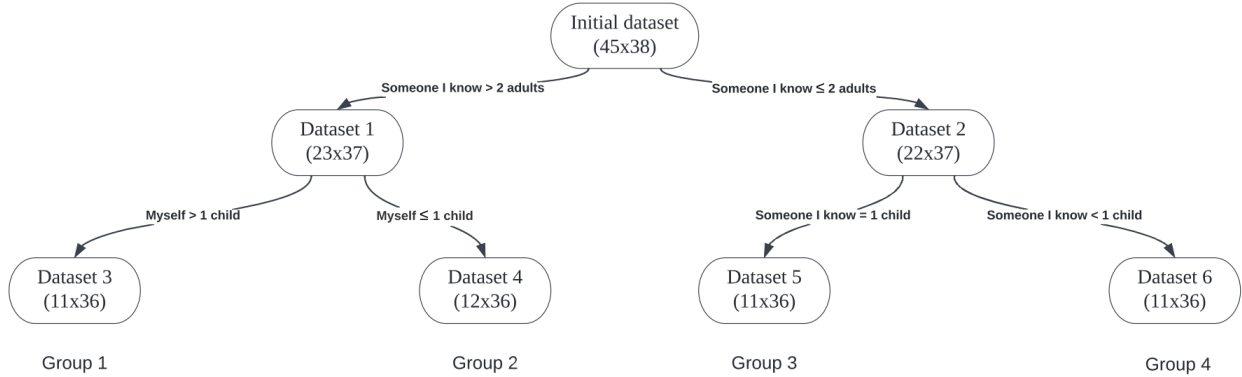 Initial dataset
(45x38)
Someone I know > 2 adults
Someone I know ≤ 2 adults
Dataset 1
(23x37)
Dataset 2
(22x37)
Myself > 1 child
Myself ≤ 1 child
Someone I know = 1 child
Someone I know < 1 child
Dataset 3
(11x36)
Dataset 4
(12x36)
Dataset 5
(11x36)
Dataset 6
(11x36)
Group 1
Group 2
Group 3
Group 4